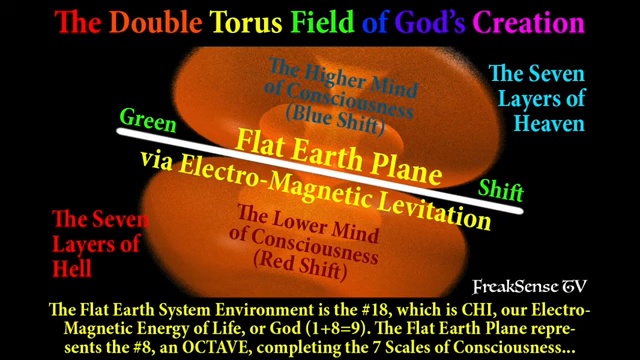 The Double Torus Field of God's Creation
The Higher Mind
of Consciousness
(Blue Shift)
The Seven
Layers of
Heaven
Green
Flat Earth Plane
via Electro-Magnetic Levitation
Shift
The Seven
Layers of
Hell
The Lower Mind
of Consciousness
(Red Shift)
FreakSense TV
The Flat Earth System Environment is the #18, which is CHI, our Electro-
Magnetic Energy of Life, or God (1+8=9). The Flat Earth Plane repre-
sents the #8, an OCTAVE, completing the 7 Scales of Consciousness...